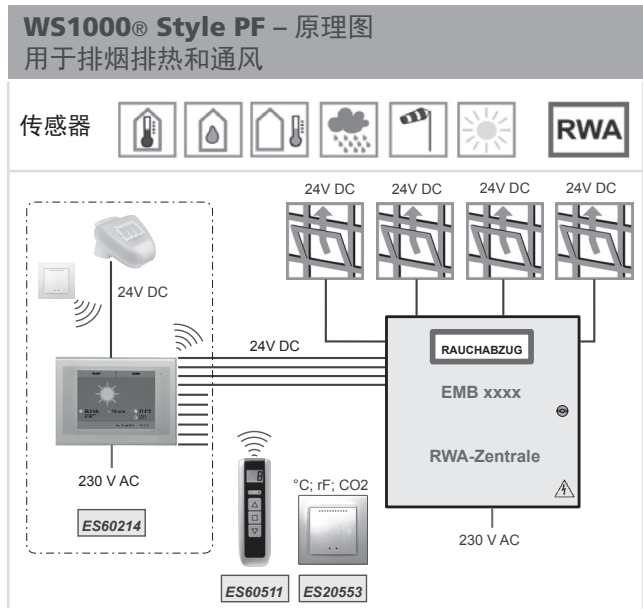 WS1000® Style PF – 原理图
用于排烟排热和通风
传感器
RWA
24V DC
24V DC
24V DC
24V DC
24V DC
24V DC
RAUCHABZUG
EMB xxxx
RWA-Zentrale
230 V AC
ES60214
°C; rF; CO2
230 V AC
ES60511
ES20553